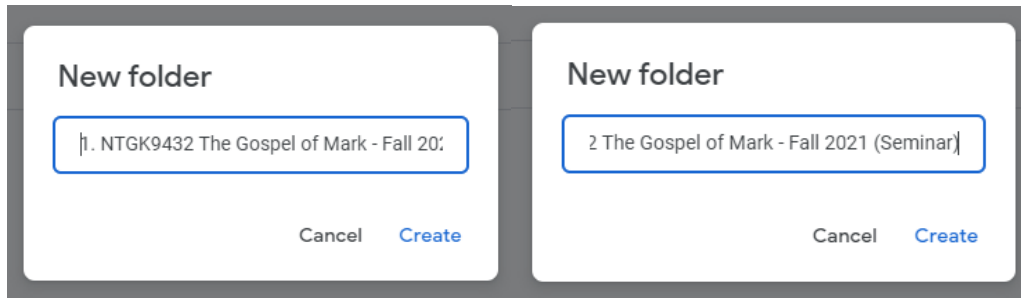 New folder
1. NTGK9432 The Gospel of Mark - Fall 202
Cancel Create
New folder
2 The Gospel of Mark - Fall 2021 (Seminar)
Cancel Create